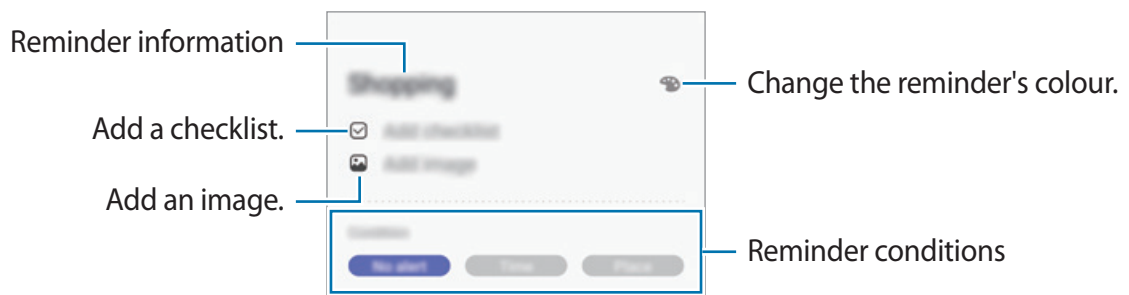 Reminder information
Shopping
Change the reminder's colour.
Add a checklist.
Add checklist
Add an image.
Add image
Condition
Reminder conditions
No alert
Time
Place